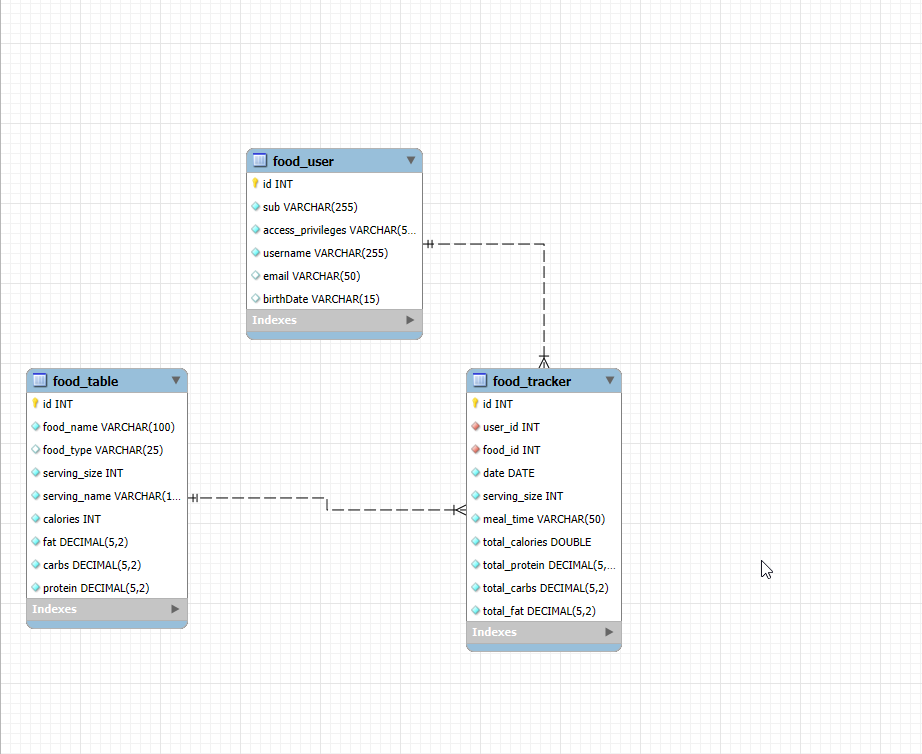 food_user
id INT
sub VARCHAR(255)
access_privileges VARCHAR(5...
username VARCHAR(255)
email VARCHAR(50)
birthDate VARCHAR(15)
Indexes
food_table
id INT
food_name VARCHAR(100)
food_type VARCHAR(25)
serving_size INT
serving_name VARCHAR(1...
calories INT
fat DECIMAL(5,2)
carbs DECIMAL(5,2)
protein DECIMAL(5,2)
Indexes
food_tracker
id INT
user_id INT
food_id INT
date DATE
serving_size INT
meal_time VARCHAR(50)
total_calories DOUBLE
total_protein DECIMAL(5,...
total_carbs DECIMAL(5,2)
total_fat DECIMAL(5,2)
Indexes